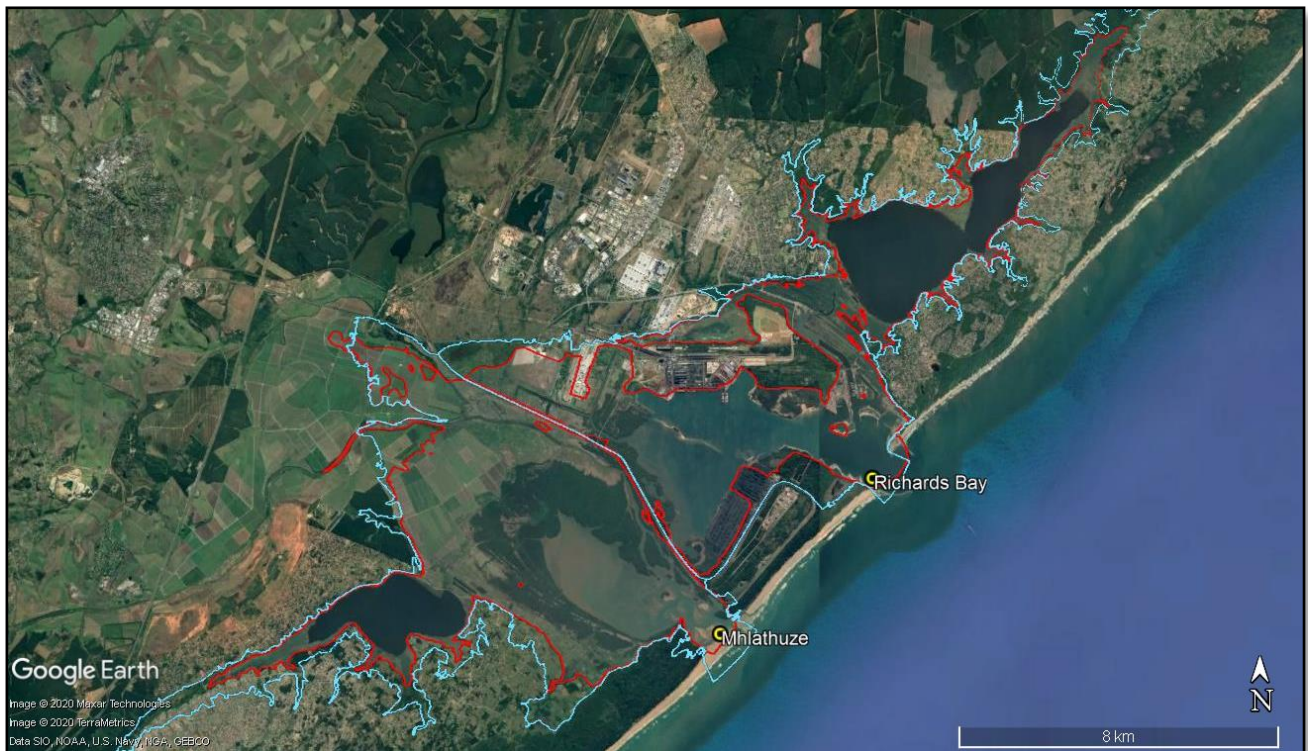 Richards Bay
Mhlathuze
Google Earth
Image © 2020 Maxar Technologies
Image © 2020 TerraMetrics
Data SIO, NOAA, U.S. Navy, NGA, GEBCO
N
8 km